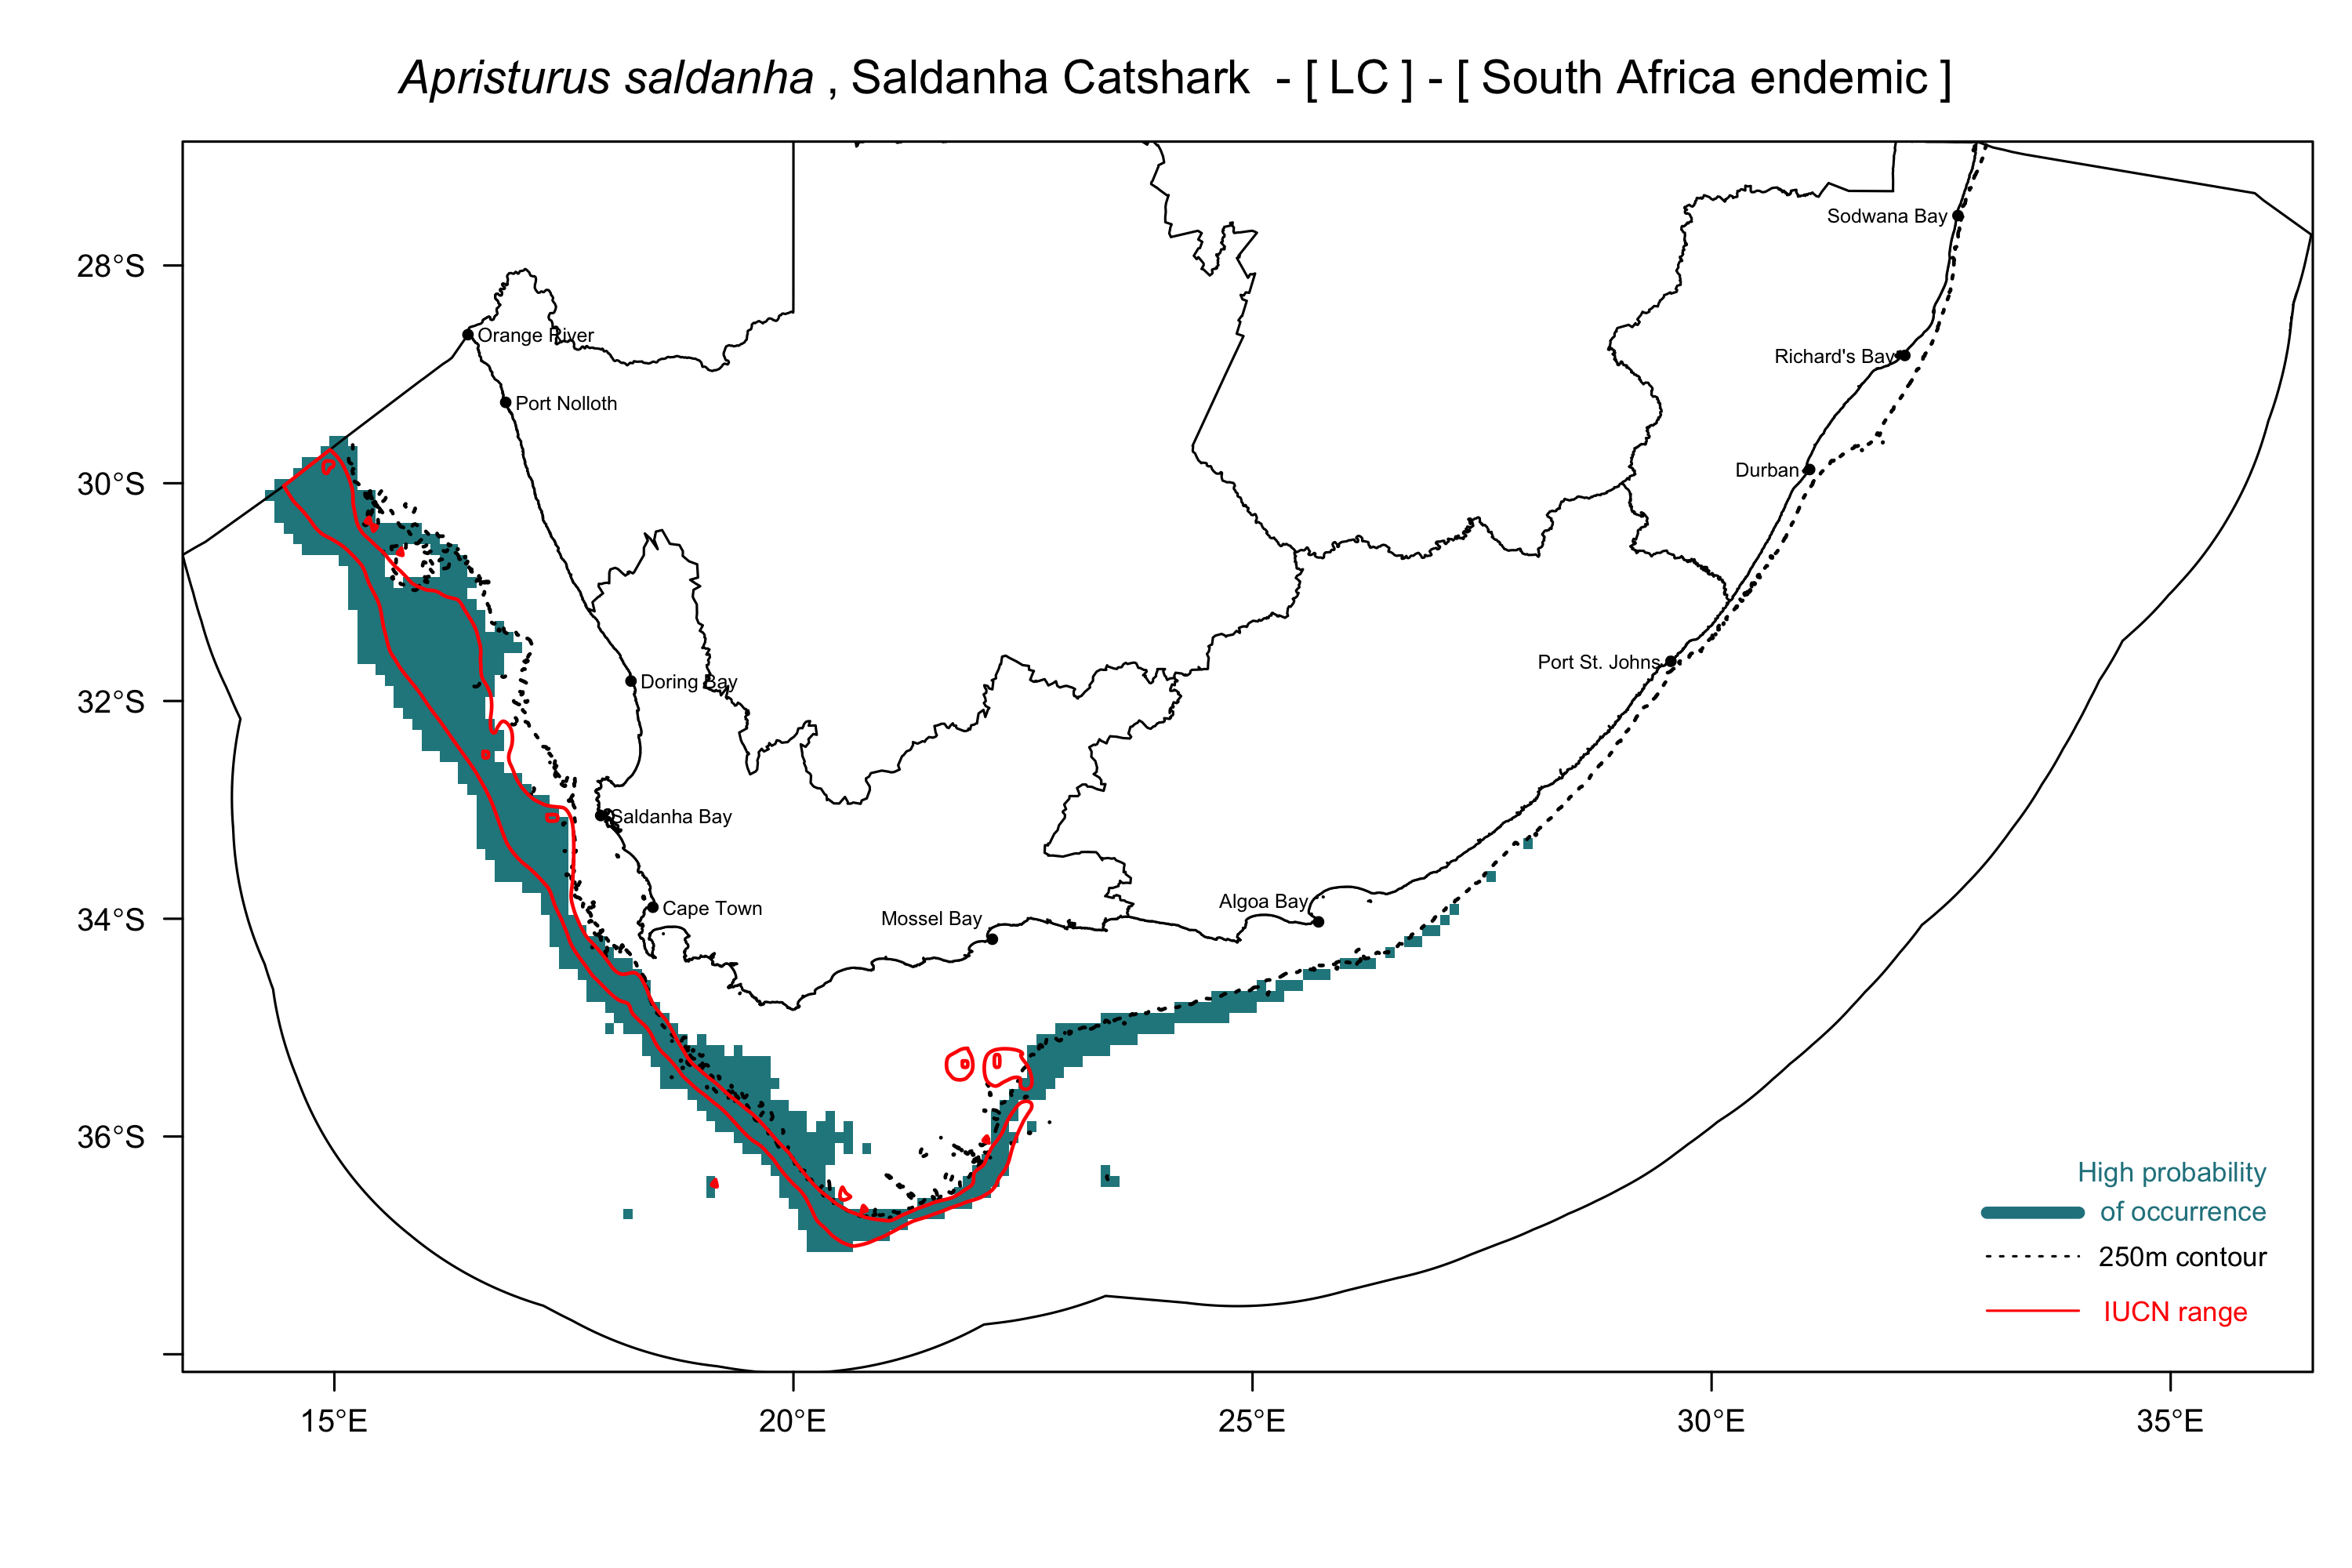 Apristurus saldanha , Saldanha Catshark - [ LC ] - [ South Africa endemic ]
Sodwana Bay
28°S
Orange River
Richard's Bay
Port Nolloth
Durban
30°S
Port St. Johns
Doring Bay
32°S
Saldanha Bay
Algoa Bay
Cape Town
Mossel Bay
34°S
36°S
High probability
of occurrence
250m contour
IUCN range
15°E
20°E
25°E
30°E
35°E